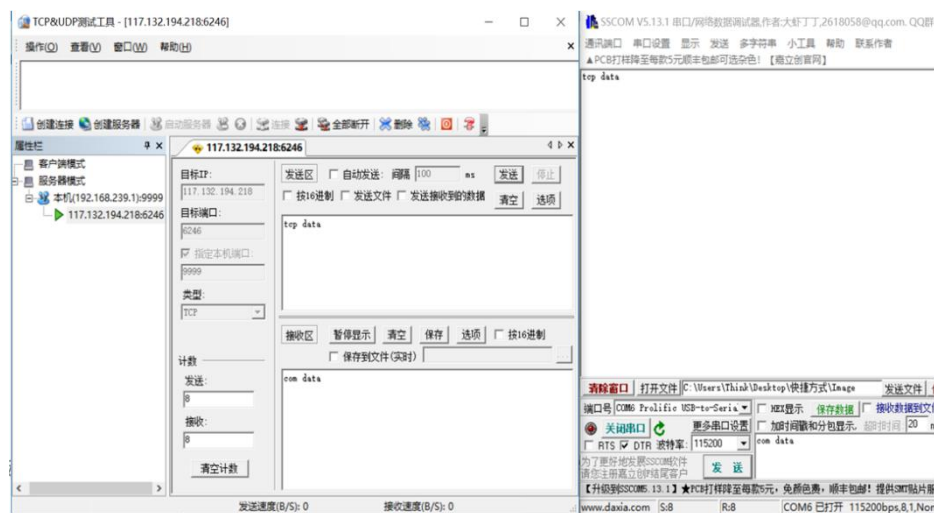 TCP&UDP测试工具 - [117.132.194.218:6246]
操作(O) 查看(V) 窗口(W) 帮助(H)
创建连接 创建服务器 启动服务器 连接 全部断开 删除
属性栏
客户端模式
服务器模式
本机(192.168.239.1):9999
117.132.194.218:6246
117.132.194.218:6246
目标IP:
117.132.194.218
目标端口:
6246
指定本机端口:
9999
类型:
TCP
计数
发送:
8
接收:
8
清空计数
发送区 自动发送: 间隔 100 ms 发送 停止
按16进制 发送文件 发送接收到的数据 清空 选项
tcp data
接收区 暂停显示 清空 保存 选项 按16进制
保存到文件(实时)
com data
发送速度(B/S): 0 接收速度(B/S): 0
SSCOM V5.13.1 串口/网络数据调试器,作者:大虾丁丁,2618058@qq.com. QQ群
通讯端口 串口设置 显示 发送 多字符串 小工具 帮助 联系作者
▲PCB打样降至每款5元顺丰包邮可选杂色!【嘉立创官网】
tcp data
清除窗口 打开文件 C:\Users\Think\Desktop\快捷方式\Image 发送文件
端口号 COM6 Prolific USB-to-Seria HEX显示 保存数据 接收数据到文
关闭串口 更多串口设置 加时间戳和分包显示. 超时时间 20
RTS DTR 波特率: 115200 com data
为了更好地发展SSCOM软件
请您注册嘉立创F结尾客户
发 送
【升级到SSCOM5.13.1】★PCB打样降至每款5元，免颜色费，顺丰包邮！提供SMT贴片服
www.daxia.com S:8 R:8 COM6 已打开 115200bps,8,1,Non